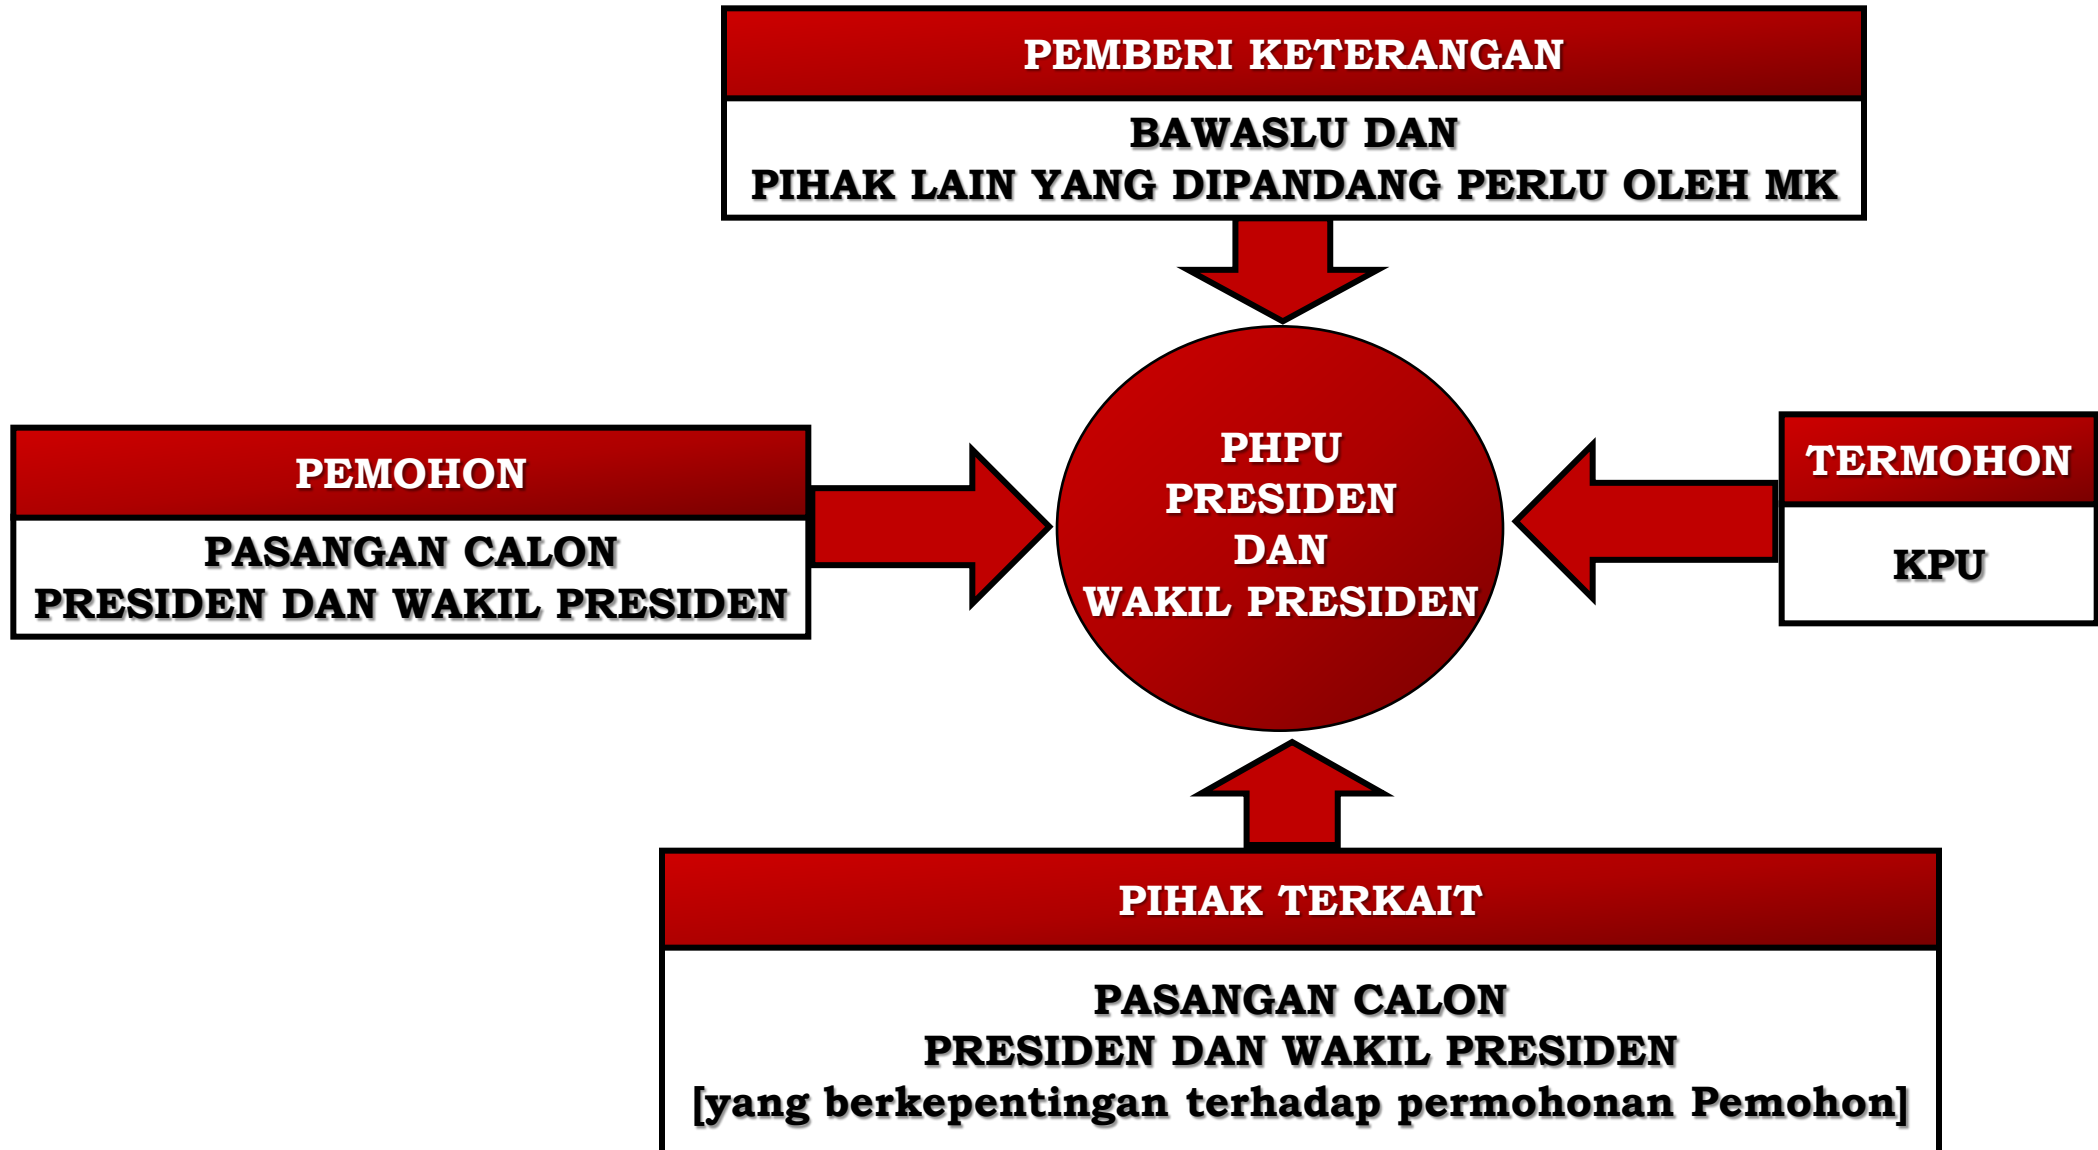 PEMBERI KETERANGAN
BAWASLU DAN
PIHAK LAIN YANG DIPANDANG PERLU OLEH MK
PEMOHON
PASANGAN CALON
PRESIDEN DAN WAKIL PRESIDEN
PHPU
PRESIDEN
DAN
WAKIL PRESIDEN
TERMOHON
KPU
PIHAK TERKAIT
PASANGAN CALON
PRESIDEN DAN WAKIL PRESIDEN
[yang berkepentingan terhadap permohonan Pemohon]